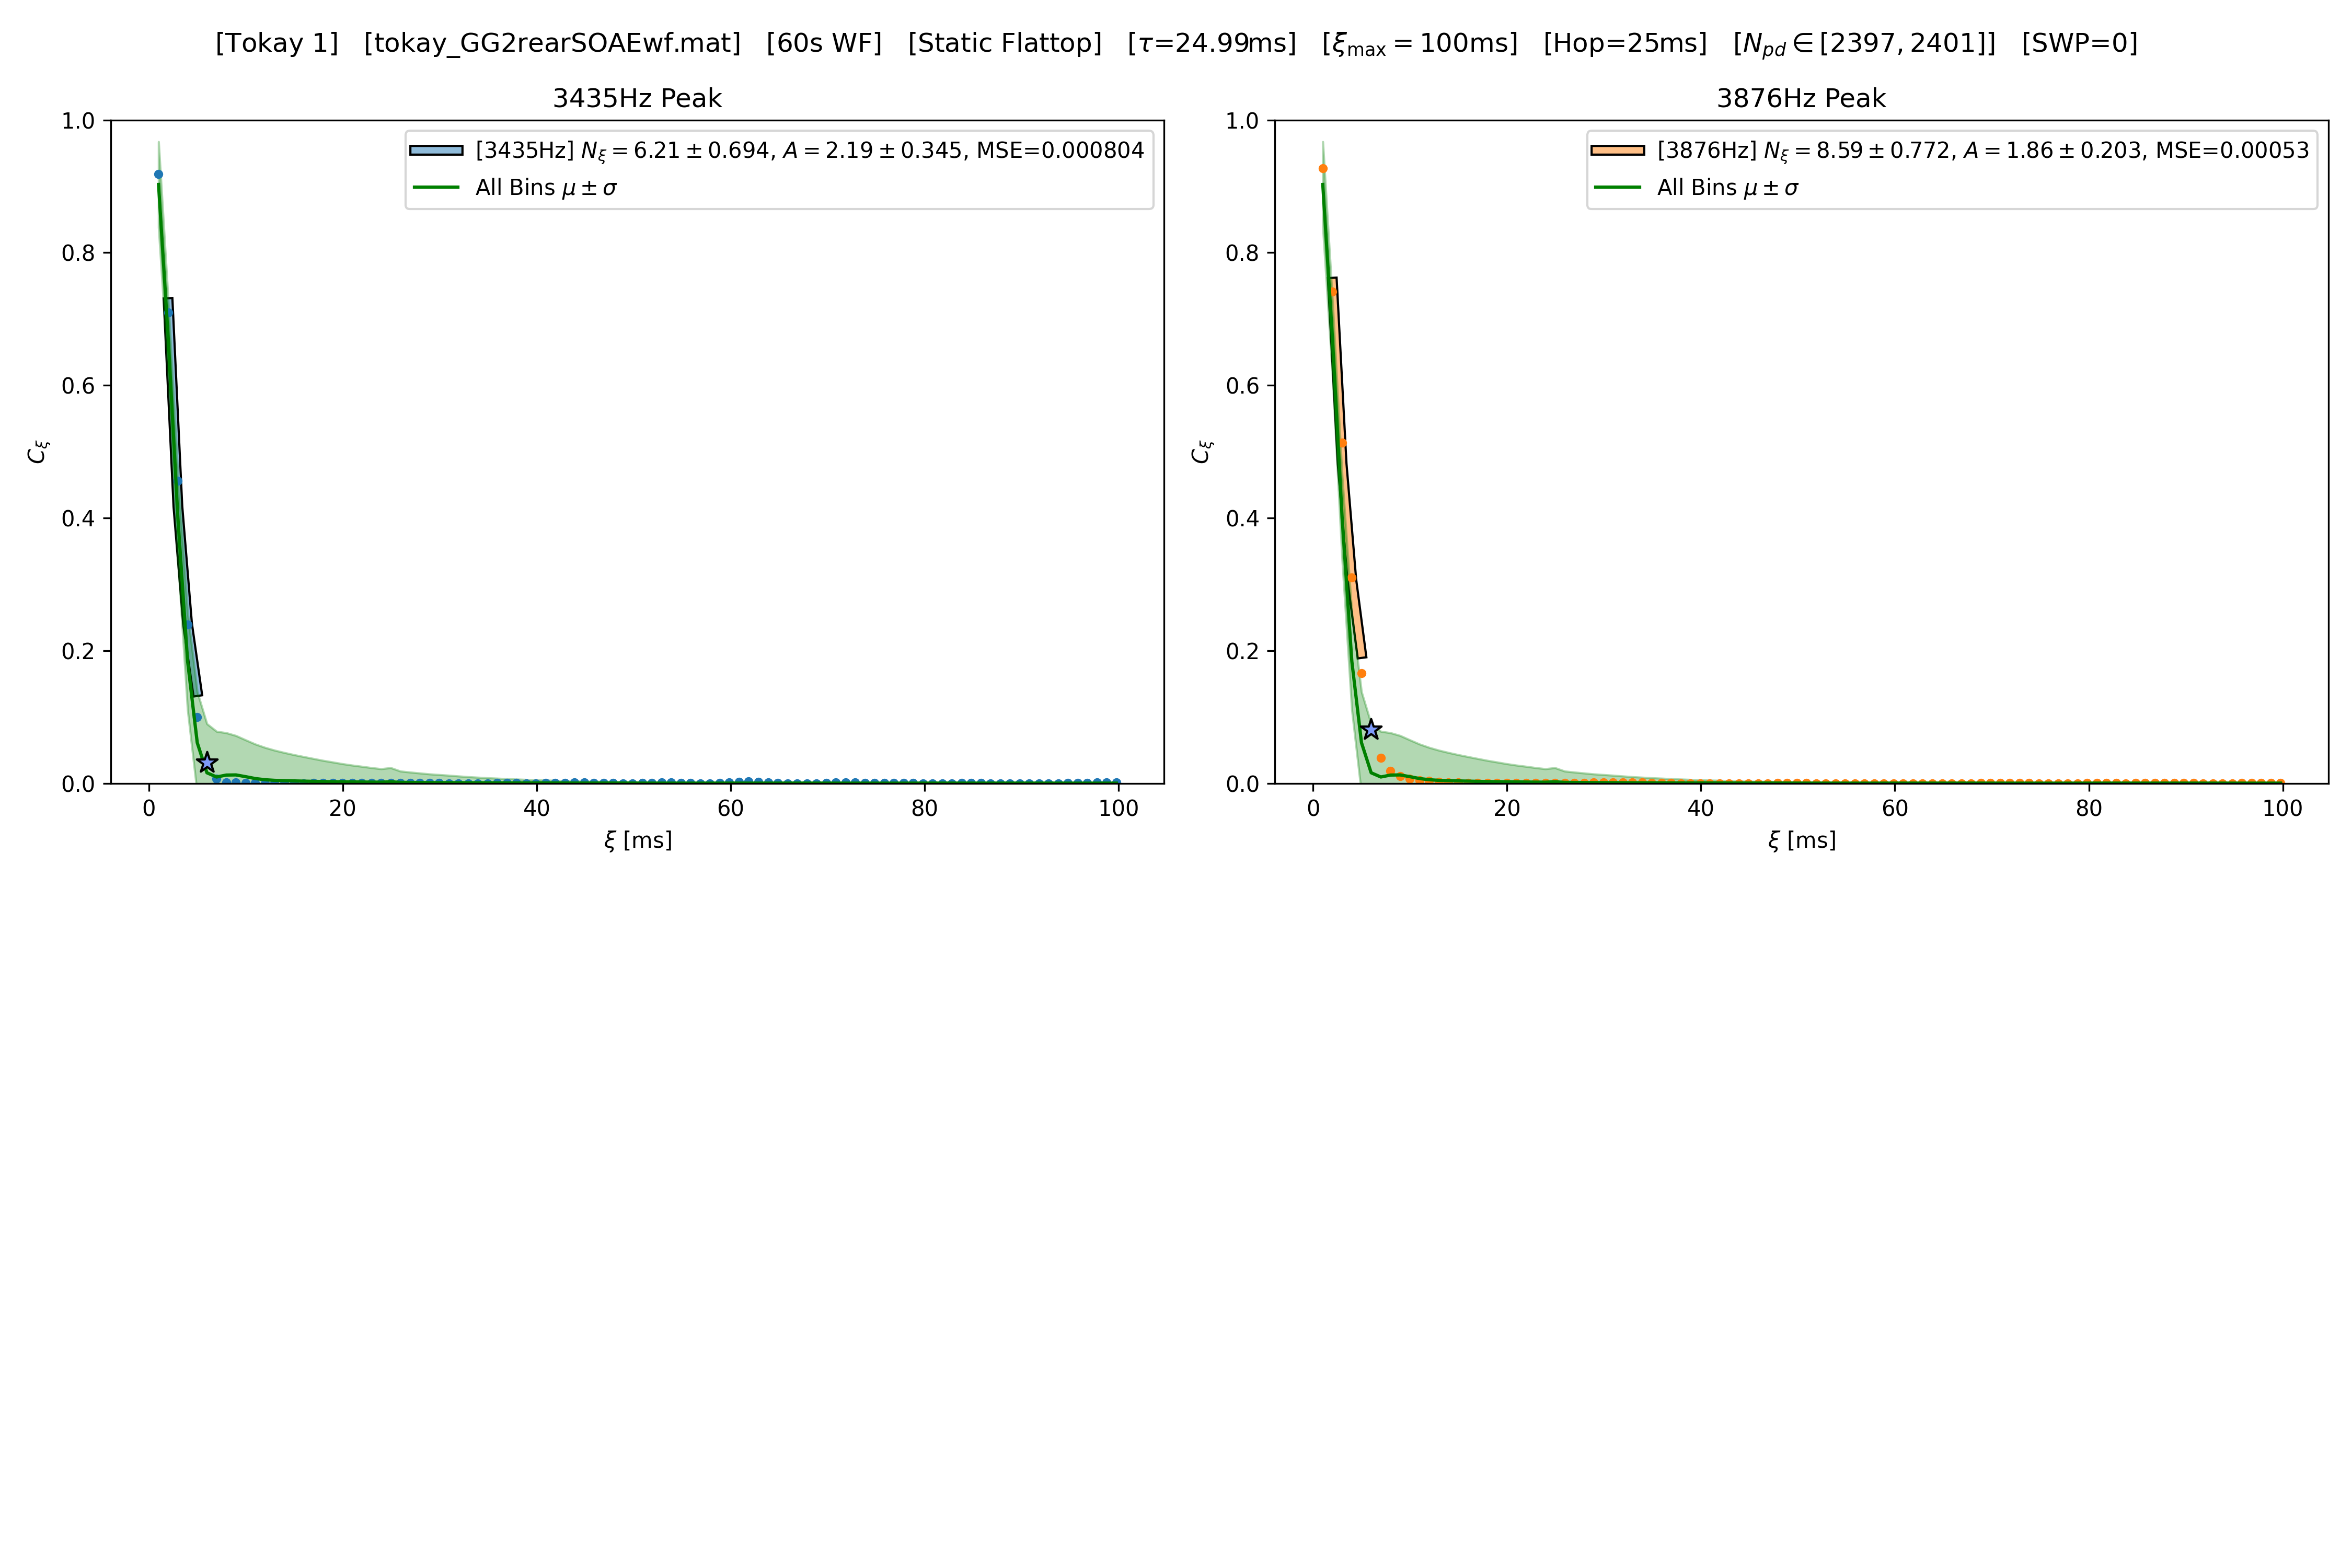 [Tokay 1] [tokay_GG2rearSOAEwf.mat] [60s WF] [Static Flattop] [τ=24.99ms] [ξmax = 100ms] [Hop=25ms] [Npd ∈ [2397, 2401]] [SWP=0]
3435Hz Peak
[3435Hz] Nξ = 6.21 ± 0.694, A = 2.19 ± 0.345, MSE=0.000804
All Bins μ ± σ
1.0
0.8
0.6
0.4
0.2
0.0
Cξ
0 20 40 60 80 100
ξ [ms]
3876Hz Peak
[3876Hz] Nξ = 8.59 ± 0.772, A = 1.86 ± 0.203, MSE=0.00053
All Bins μ ± σ
1.0
0.8
0.6
0.4
0.2
0.0
Cξ
0 20 40 60 80 100
ξ [ms]